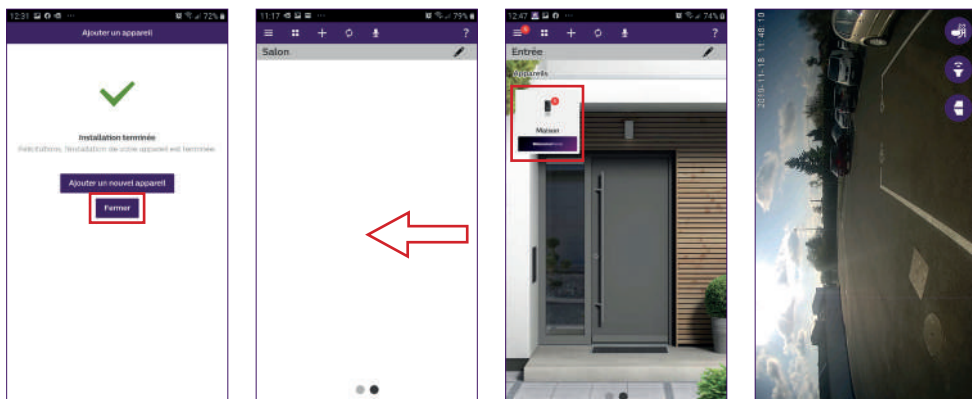 12:31
72%
Ajouter un appareil
Installation terminée
Félicitations, l'installation de votre appareil est terminée.
Ajouter un nouvel appareil
Fermer
11:17
79%
?
Salon
12:47
74%
?
Entrée
Appareils
Maison
2019-11-18 11:48:10